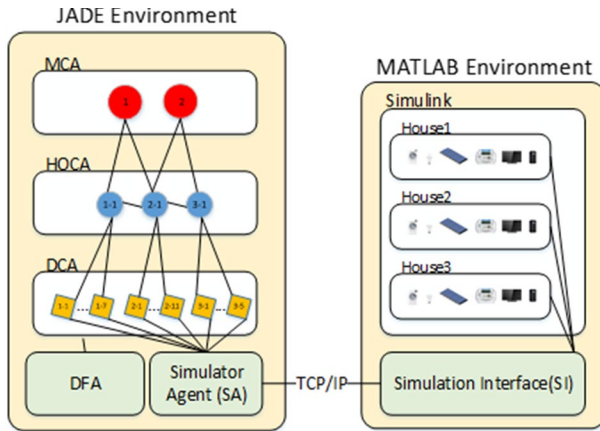 JADE Environment
MCA
1
2
HOCA
1-1
2-1
3-1
DCA
1-1
...
1-7
2-1
...
2-11
3-1
...
3-5
DFA
Simulator
Agent (SA)
TCP/IP
MATLAB Environment
Simulink
House1
House2
House3
Simulation Interface(SI)